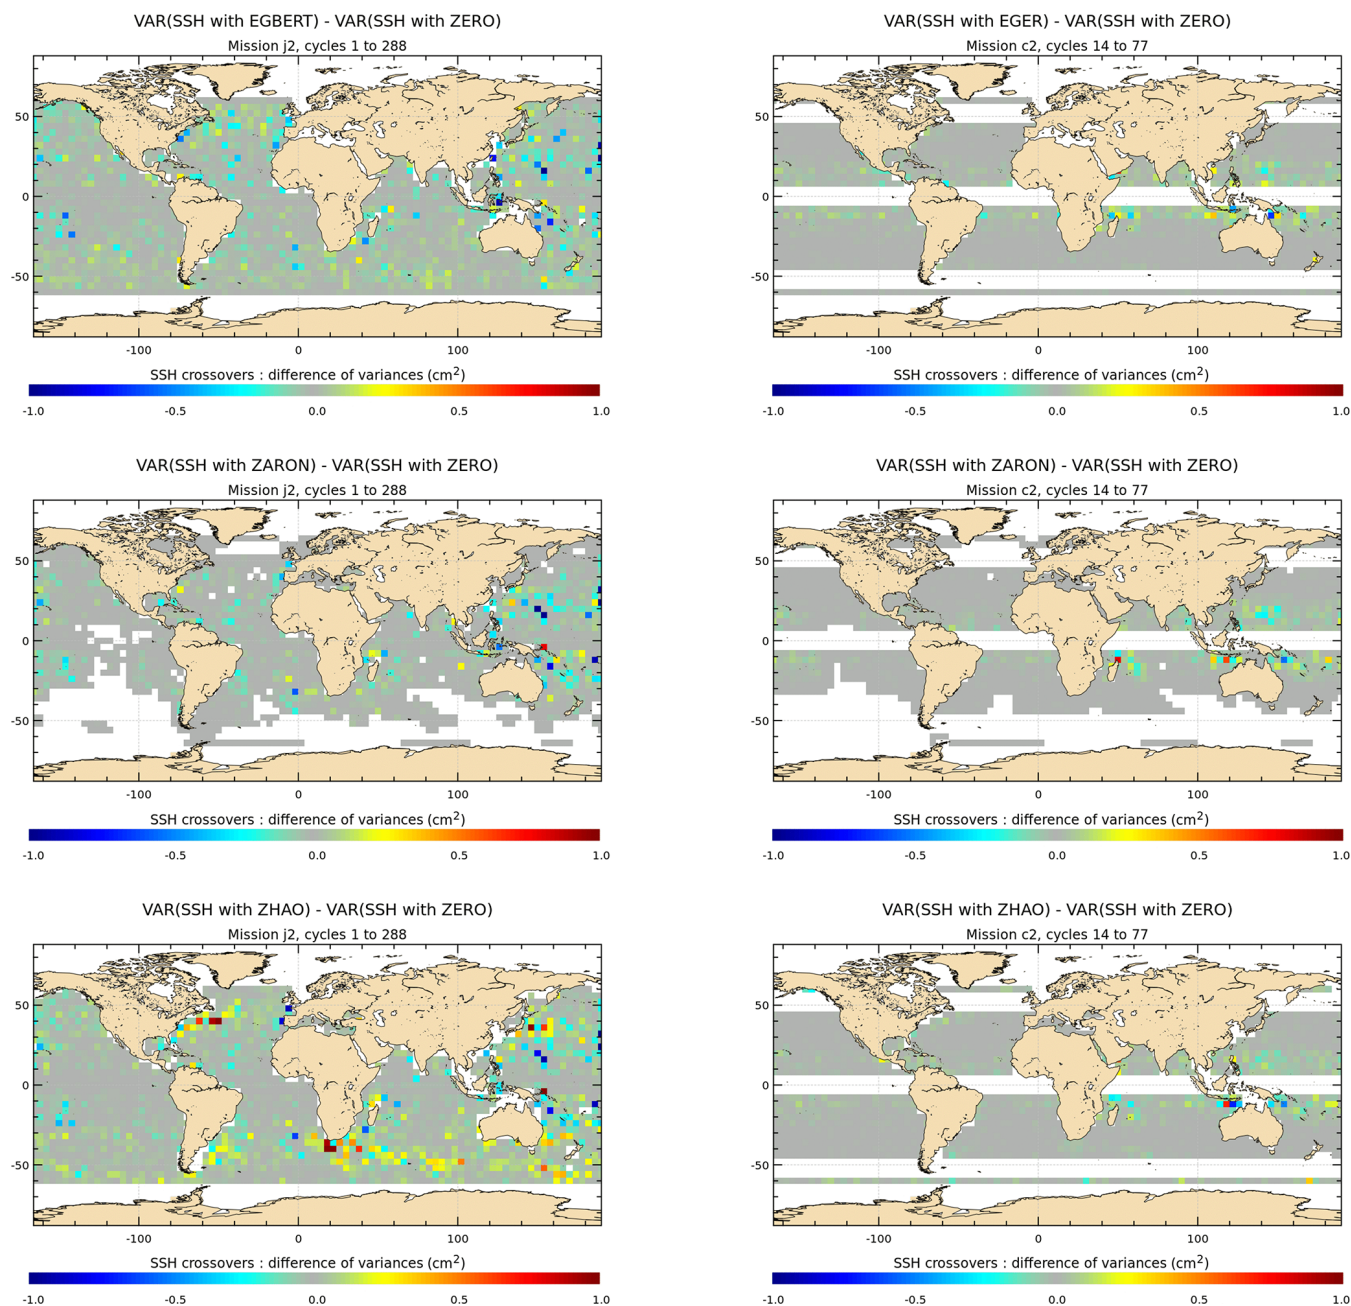 VAR(SSH with EGBERT) - VAR(SSH with ZERO)
Mission j2, cycles 1 to 288
50
0
-50
-100 0 100
SSH crossovers : difference of variances (cm2)
-1.0 -0.5 0.0 0.5 1.0
VAR(SSH with EGER) - VAR(SSH with ZERO)
Mission c2, cycles 14 to 77
50
0
-50
-100 0 100
SSH crossovers : difference of variances (cm2)
-1.0 -0.5 0.0 0.5 1.0
VAR(SSH with ZARON) - VAR(SSH with ZERO)
Mission j2, cycles 1 to 288
50
0
-50
-100 0 100
SSH crossovers : difference of variances (cm2)
-1.0 -0.5 0.0 0.5 1.0
VAR(SSH with ZARON) - VAR(SSH with ZERO)
Mission c2, cycles 14 to 77
50
0
-50
-100 0 100
SSH crossovers : difference of variances (cm2)
-1.0 -0.5 0.0 0.5 1.0
VAR(SSH with ZHAO) - VAR(SSH with ZERO)
Mission j2, cycles 1 to 288
50
0
-50
-100 0 100
SSH crossovers : difference of variances (cm2)
-1.0 -0.5 0.0 0.5 1.0
VAR(SSH with ZHAO) - VAR(SSH with ZERO)
Mission c2, cycles 14 to 77
50
0
-50
-100 0 100
SSH crossovers : difference of variances (cm2)
-1.0 -0.5 0.0 0.5 1.0